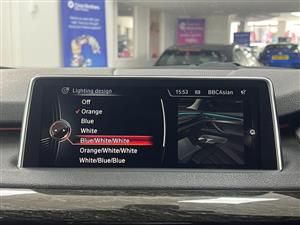 Lighting design
15:53 BBCAsian
Off
✓ Orange
Blue
White
Blue/White/White
Orange/White/White
White/Blue/Blue